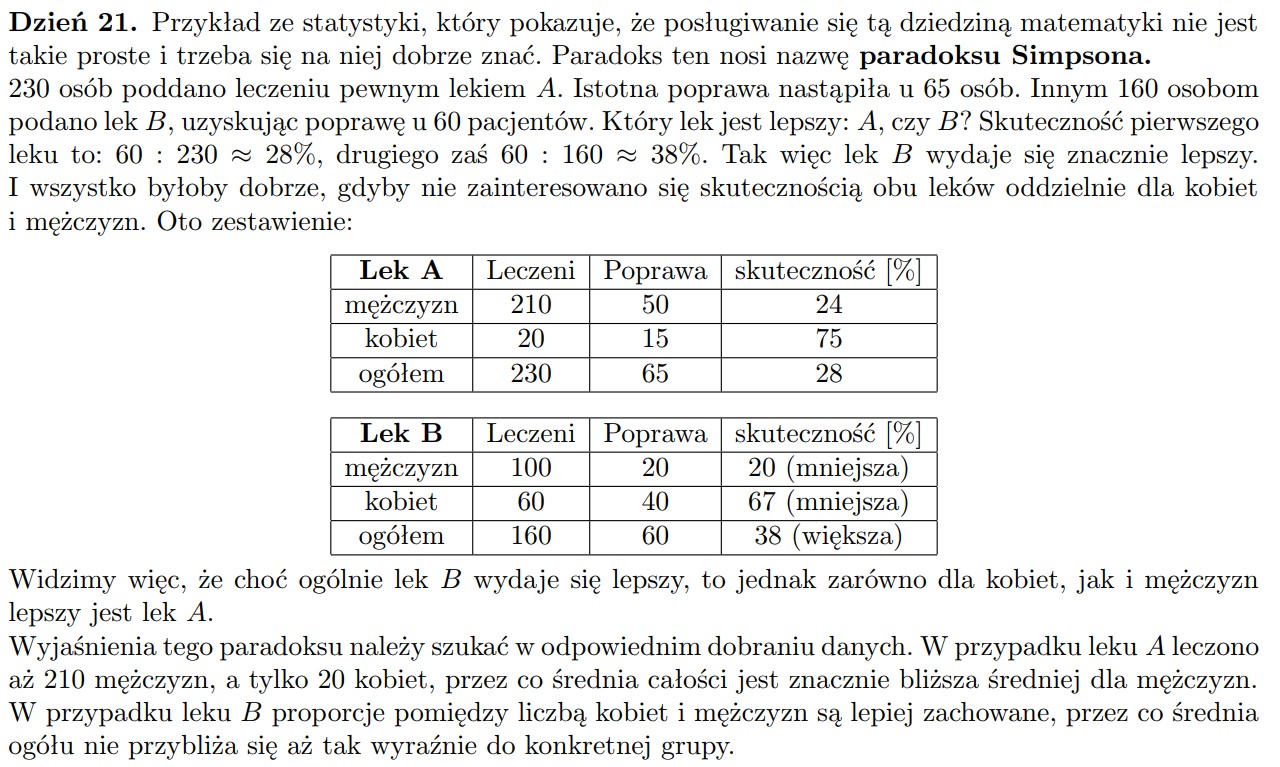 Dzień 21. Przykład ze statystyki, który pokazuje, że posługiwanie się tą dziedziną matematyki nie jest
takie proste i trzeba się na niej dobrze znać. Paradoks ten nosi nazwę paradoksu Simpsona.
230 osób poddano leczeniu pewnym lekiem A. Istotna poprawa nastąpiła u 65 osób. Innym 160 osobom
podano lek B, uzyskując poprawę u 60 pacjentów. Który lek jest lepszy: A, czy B? Skuteczność pierwszego
leku to: 60 : 230 ≈ 28%, drugiego zaś 60 : 160 ≈ 38%. Tak więc lek B wydaje się znacznie lepszy.
I wszystko byłoby dobrze, gdyby nie zainteresowano się skutecznością obu leków oddzielnie dla kobiet
i mężczyzn. Oto zestawienie:
Lek A Leczeni Poprawa skuteczność [%]
mężczyzn 210 50 24
kobiet 20 15 75
ogółem 230 65 28
Lek B Leczeni Poprawa skuteczność [%]
mężczyzn 100 20 20 (mniejsza)
kobiet 60 40 67 (mniejsza)
ogółem 160 60 38 (większa)
Widzimy więc, że choć ogólnie lek B wydaje się lepszy, to jednak zarówno dla kobiet, jak i mężczyzn
lepszy jest lek A.
Wyjaśnienia tego paradoksu należy szukać w odpowiednim dobraniu danych. W przypadku leku A leczono
aż 210 mężczyzn, a tylko 20 kobiet, przez co średnia całości jest znacznie bliższa średniej dla mężczyzn.
W przypadku leku B proporcje pomiędzy liczbą kobiet i mężczyzn są lepiej zachowane, przez co średnia
ogółu nie przybliża się aż tak wyraźnie do konkretnej grupy.